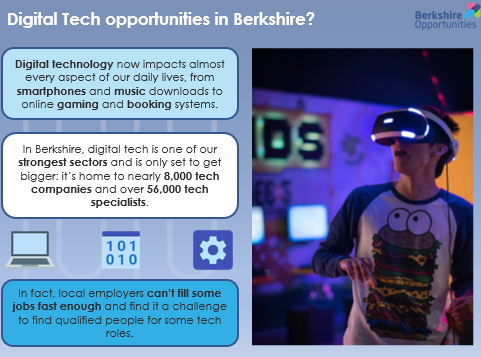 Digital Tech opportunities in Berkshire?
Berkshire
Opportunities
Digital technology now impacts almost
every aspect of our daily lives, from
smartphones and music downloads to
online gaming and booking systems.
In Berkshire, digital tech is one of our
strongest sectors and is only set to get
bigger: it's home to nearly 8,000 tech
companies and over 56,000 tech
specialists.
101
010
In fact, local employers can't fill some
jobs fast enough and find it a challenge
to find qualified people for some tech
roles.